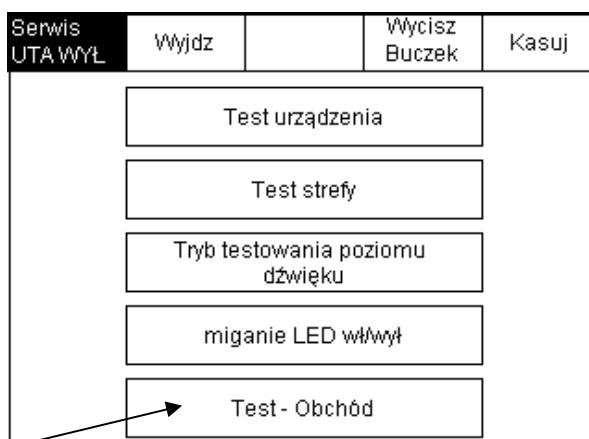 Serwis
UTA WYŁ
Wyjdz
Wycisz
Buczek
Kasuj
Test urządzenia
Test strefy
Tryb testowania poziomu
dźwięku
miganie LED wł/wył
Test - Obchód